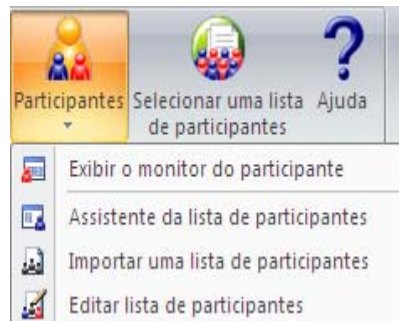 Participantes Selecionar uma lista Ajuda
de participantes
Exibir o monitor do participante
Assistente da lista de participantes
Importar uma lista de participantes
Editar lista de participantes